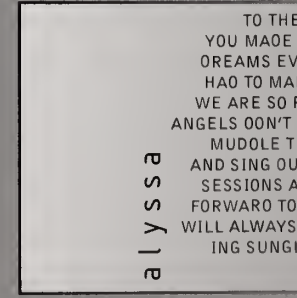 TO THE
YOU MAOE
OREAMS EV
HAO TO MA
WE ARE SO
ANGELS OON'T
MUDOLE T
AND SING OU
SESSIONS A
FORWARO TO
WILL ALWAYS
ING SUNG
alyssa